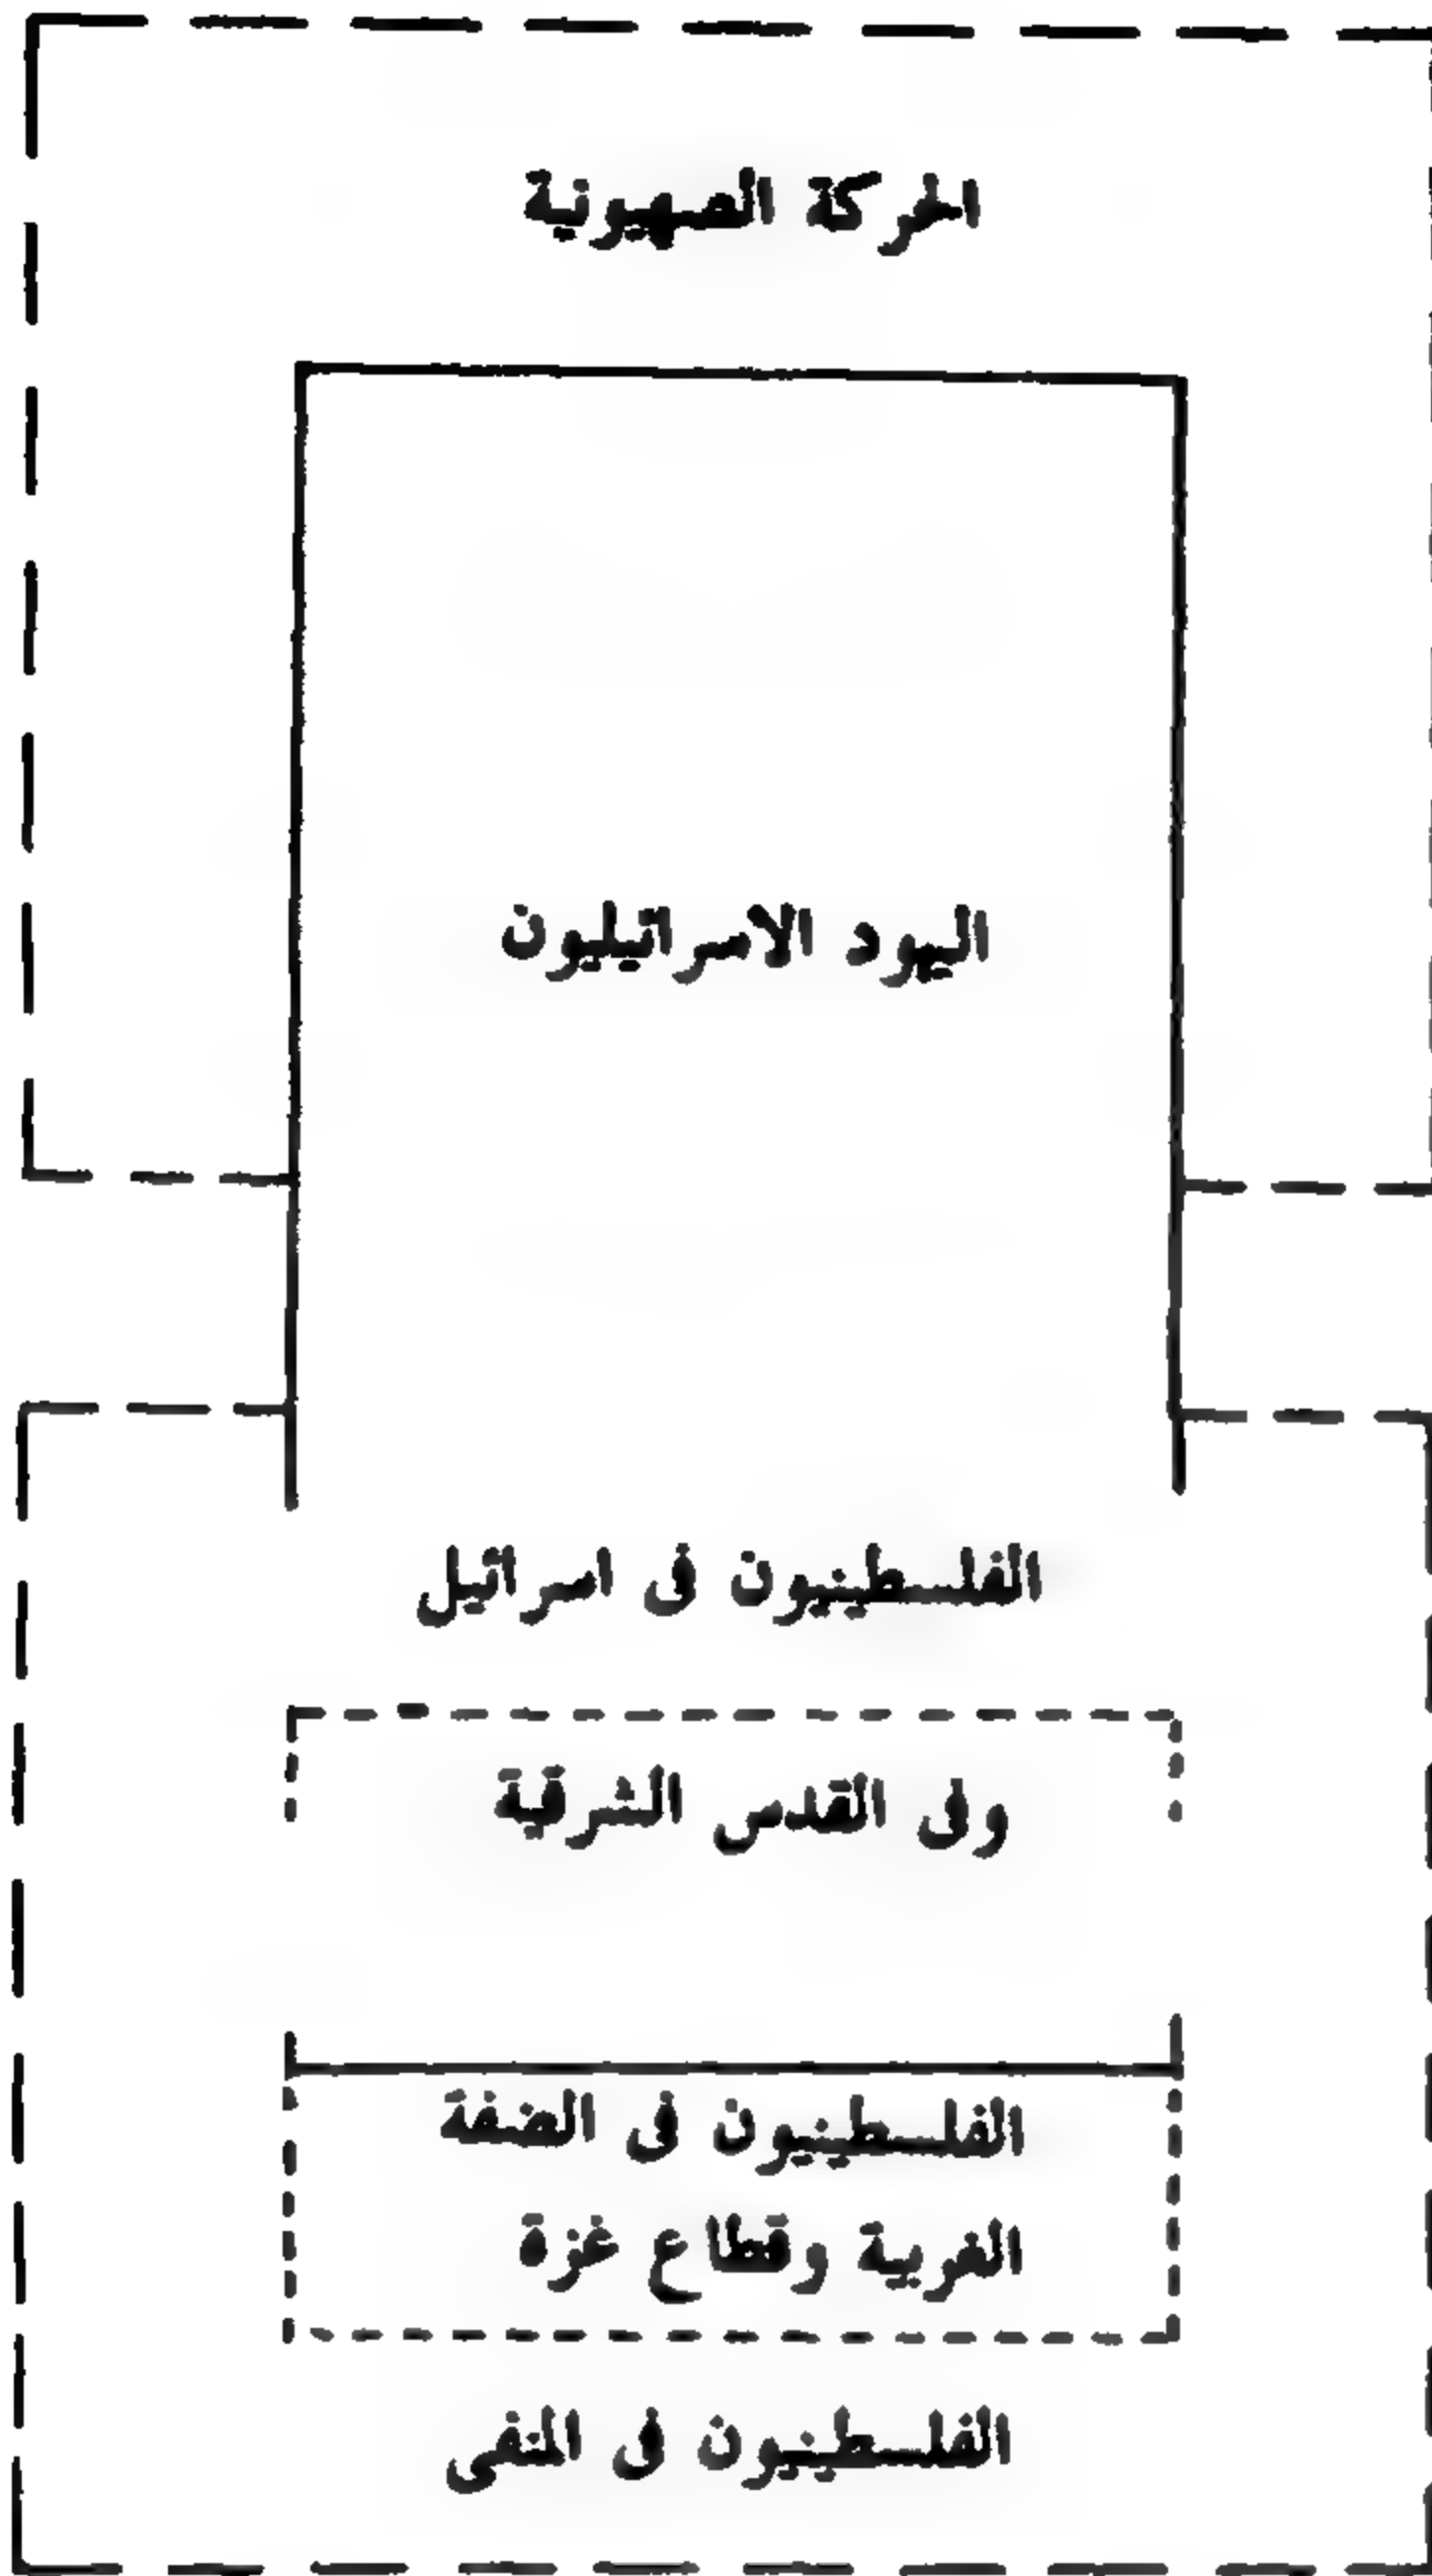 الحركة الصهيونية
اليهود الاسرائيليون
الفلسطينيون فى اسرائيل
وفى القدس الشرقية
الفلسطينيون فى الضفة
الغربية وقطاع غزة
الفلسطينيون فى المنفى